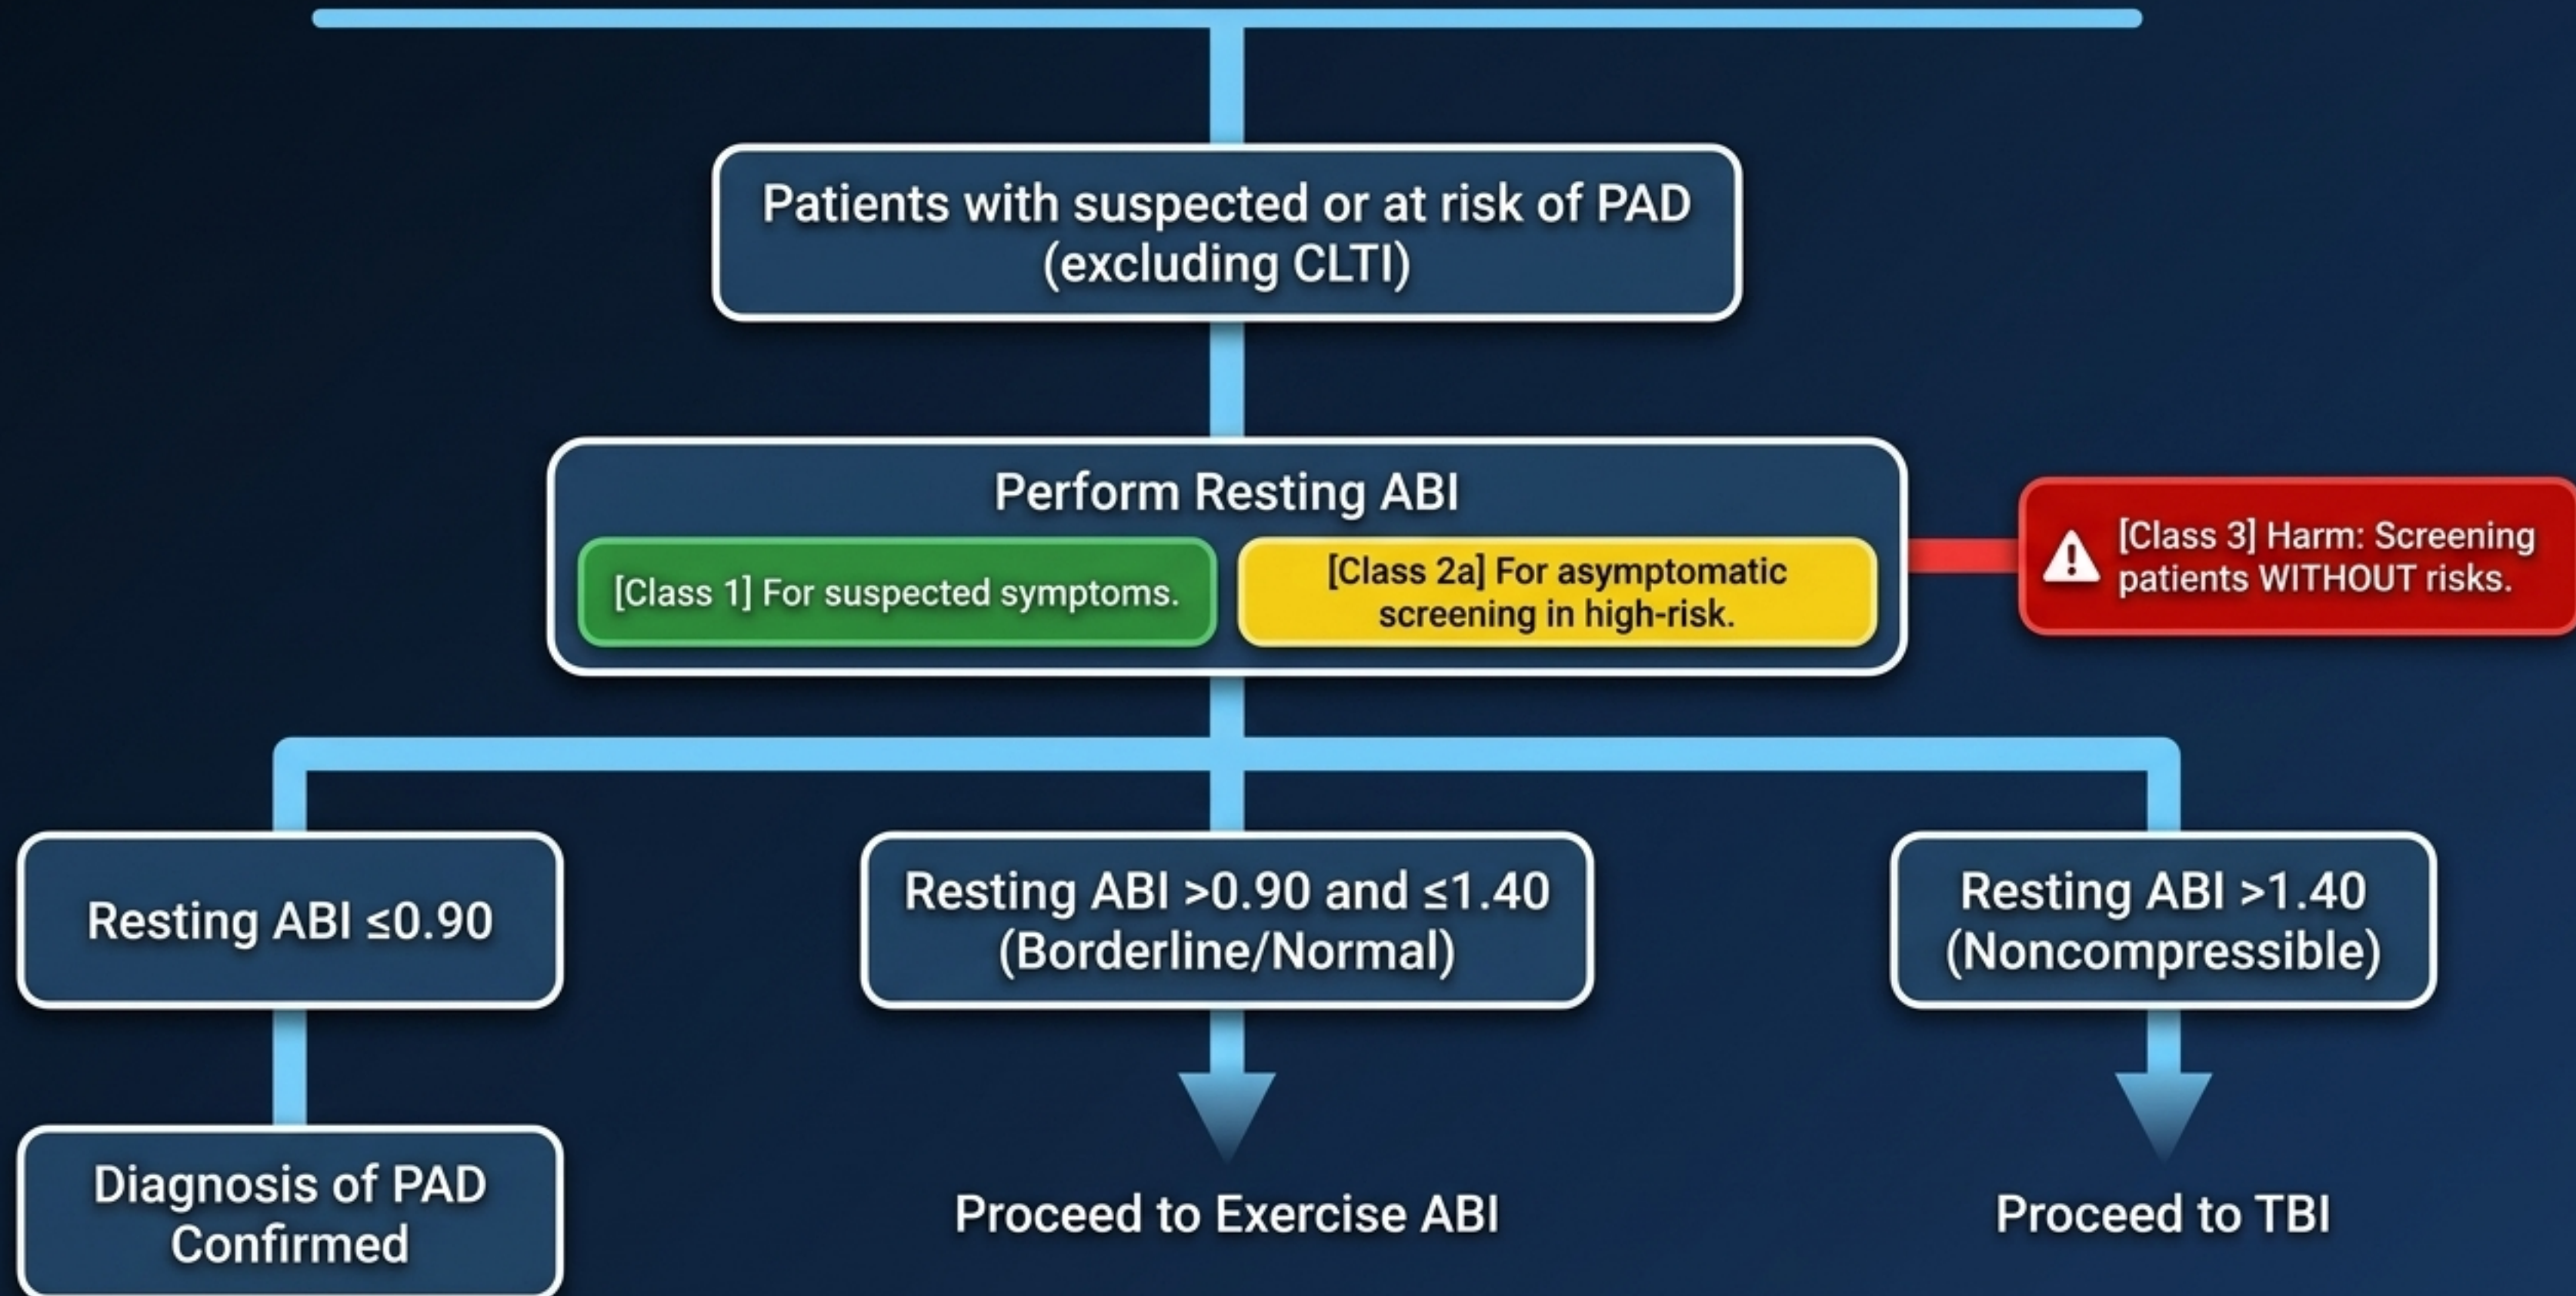 Patients with suspected or at risk of PAD
(excluding CLTI)
Perform Resting ABI
[Class 1] For suspected symptoms.
[Class 2a] For asymptomatic
screening in high-risk.
[Class 3] Harm: Screening
patients WITHOUT risks.
Resting ABI ≤0.90
Resting ABI >0.90 and ≤1.40
(Borderline/Normal)
Resting ABI >1.40
(Noncompressible)
Diagnosis of PAD
Confirmed
Proceed to Exercise ABI
Proceed to TBI